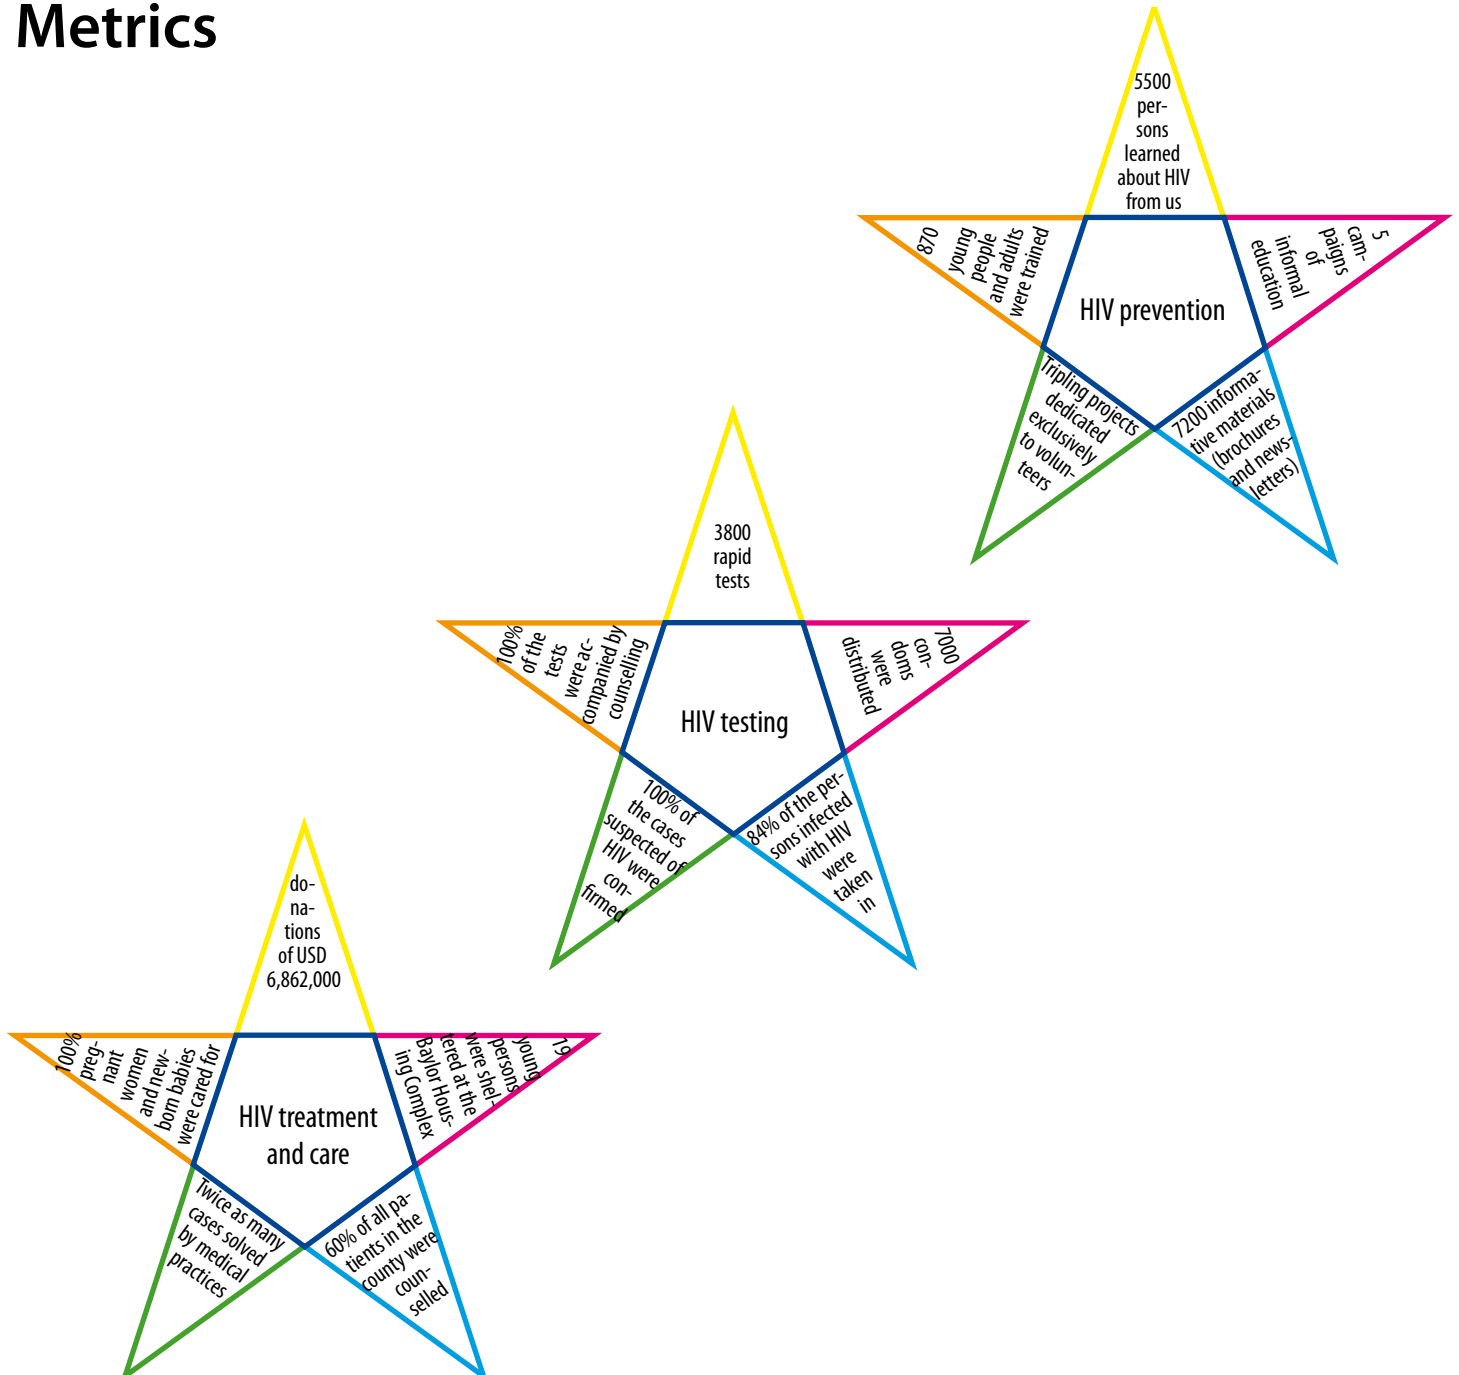 Metrics
5500
per-
sons
learned
about HIV
from us
870
young
people
and adults
were trained
5
cam-
paigns
of
informal
education
HIV prevention
Tripling projects
dedicated
exclusively
to volun-
teers
7200 informa-
tive materials
(brochures
and news-
letters)
3800
rapid
tests
100%
of the
tests
were ac-
companied by
counselling
7000
con-
doms
were
distributed
HIV testing
100% of
the cases
suspected of
HIV were
con-
firmed
84% of the per-
sons infected
with HIV
were
taken
in
do-
na-
tions
of USD
6,862,000
100%
preg-
nant
women
and new-
born babies
were cared for
19
young
persons
were shel-
tered at the
Baylor Hous-
ing Complex
HIV treatment
and care
Twice as many
cases solved
by medical
practices
60% of all pa-
tients in the
county were
coun-
selled